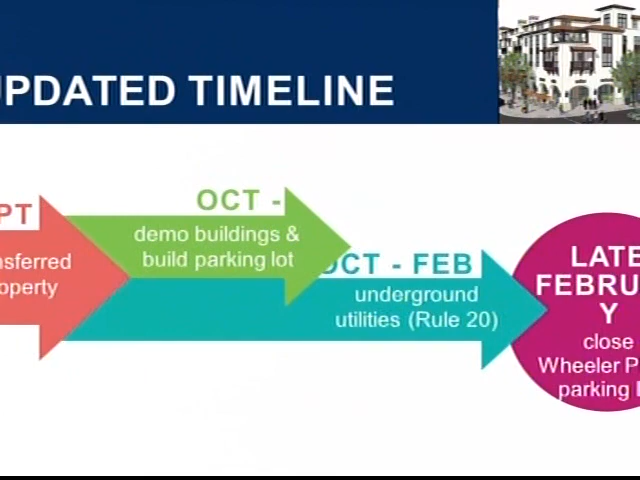 UPDATED TIMELINE
PT
nsferred
operty
OCT -
demo buildings &
build parking lot
OCT - FEB
underground
utilities (Rule 20)
LATE
FEBRU
Y
close
Wheeler P
parking